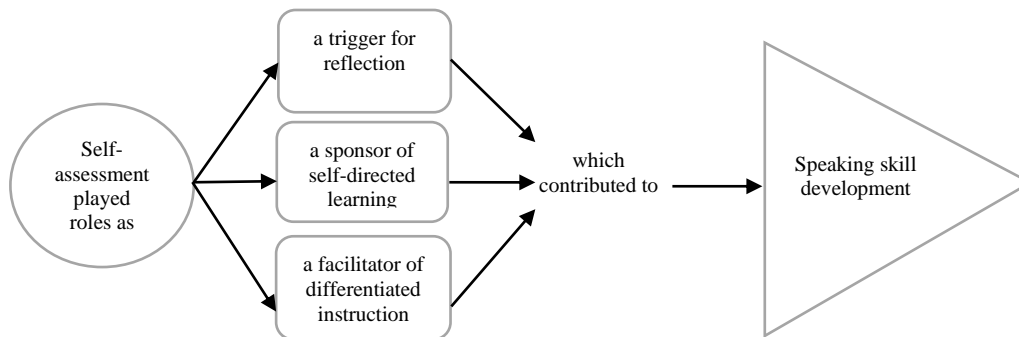 Self-
assessment
played
roles as
a trigger for
reflection
a sponsor of
self-directed
learning
a facilitator of
differentiated
instruction
which
contributed to
Speaking skill
development